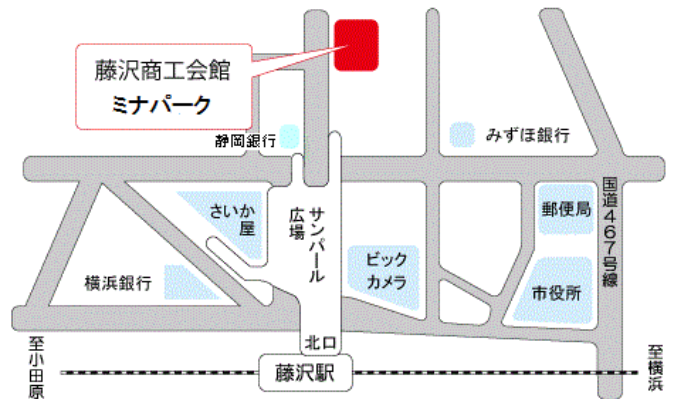 藤沢商工会館
ミナパーク
静岡銀行
みずほ銀行
さいか
屋
サンパール
広場
郵便局
国道467号線
横浜銀行
ビック
カメラ
市役所
北口
藤沢駅
至小田原
至横浜